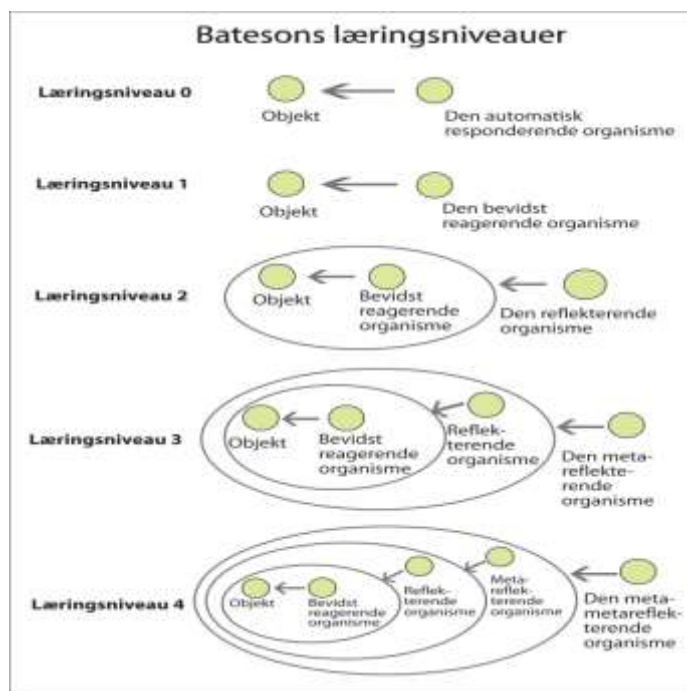 Batesons læringsniveauer
Læringsniveau 0
Objekt
Den automatisk
responderende organisme
Læringsniveau 1
Objekt
Den bevidst
reagerende organisme
Læringsniveau 2
Objekt
Bevidst
reagerende
organisme
Den reflekterende
organisme
Læringsniveau 3
Objekt
Bevidst
reagerende
organisme
Reflek-
terende
organisme
Den meta-
reflekte-
rende
organisme
Læringsniveau 4
Objekt
Bevidst
reagerende
organisme
Reflek-
terende
organisme
Meta-
reflek-
terende
organisme
Den meta-
metareflek-
terende
organisme